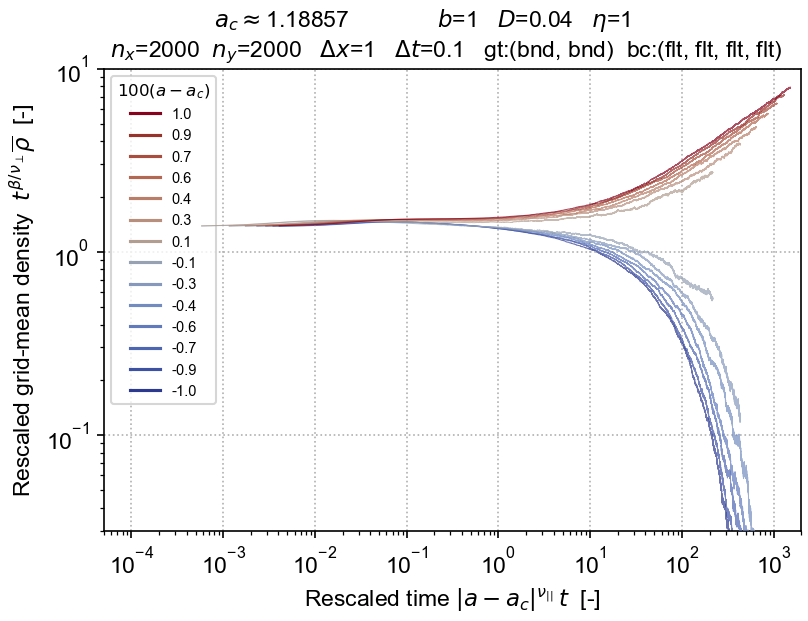 a_c ≈ 1.18857 b=1 D=0.04 η=1
n_x=2000 n_y=2000 Δx=1 Δt=0.1 gt:(bnd, bnd) bc:(flt, flt, flt, flt)
Rescaled grid-mean density t^{β/ν_⊥} ρ̅ [-]
10^1
10^0
10^{−1}
100(a − a_c)
1.0
0.9
0.7
0.6
0.4
0.3
0.1
-0.1
-0.3
-0.4
-0.6
-0.7
-0.9
-1.0
10^{−4} 10^{−3} 10^{−2} 10^{−1} 10^0 10^1 10^2 10^3
Rescaled time |a − a_c|^{ν_{||}} t [-]